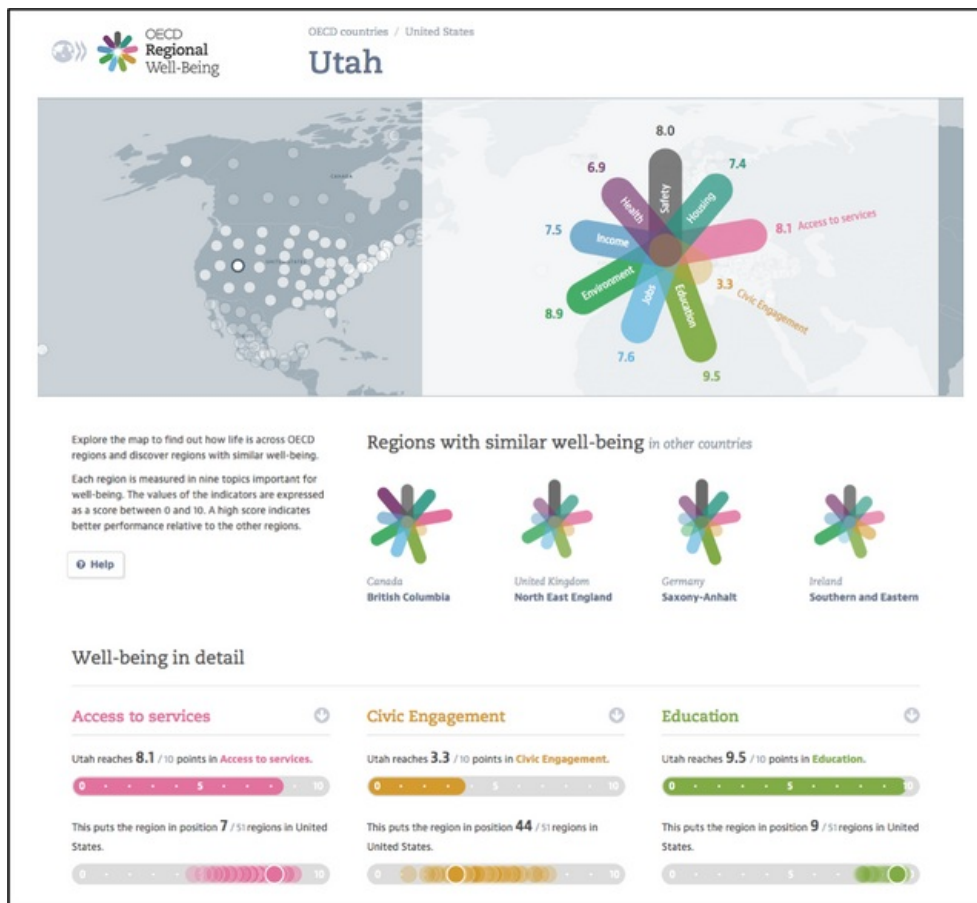 OECD
Regional
Well-Being
OECD countries / United States
Utah
CANADA
UNITED STATES
8.0
6.9
7.4
7.5
8.1 Access to services
8.9
3.3
7.6
9.5
Safety
Health
Housing
Income
Environment
Jobs
Education
Civic Engagement
Explore the map to find out how life is across OECD
regions and discover regions with similar well-being.
Each region is measured in nine topics important for
well-being. The values of the indicators are expressed
as a score between 0 and 10. A high score indicates
better performance relative to the other regions.
Help
Regions with similar well-being in other countries
Canada
British Columbia
United Kingdom
North East England
Germany
Saxony-Anhalt
Ireland
Southern and Eastern
Well-being in detail
Access to services
Utah reaches 8.1 / 10 points in Access to services.
0 5 10
This puts the region in position 7 / 51 regions in United
States.
0 10
Civic Engagement
Utah reaches 3.3 / 10 points in Civic Engagement.
0 5 10
This puts the region in position 44 / 51 regions in
United States.
0 10
Education
Utah reaches 9.5 / 10 points in Education.
0 5 10
This puts the region in position 9 / 51 regions in United
States.
0 5